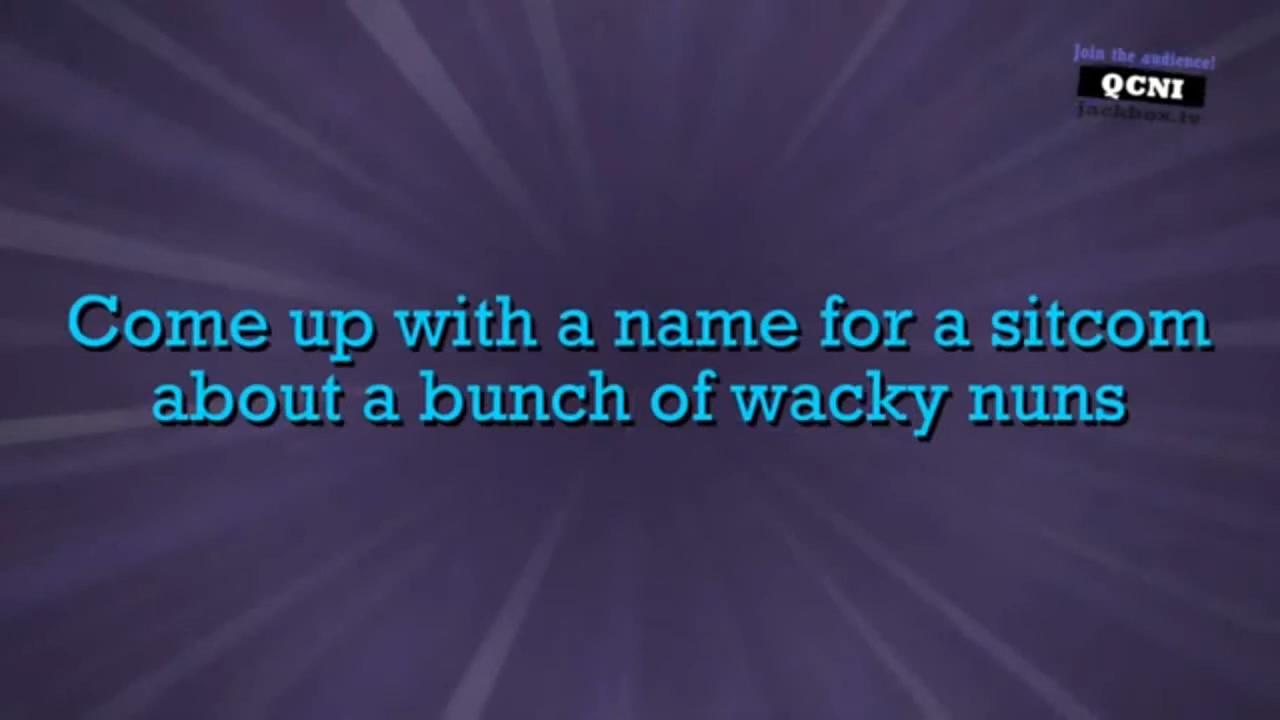 Join the audience!
QCNI
jackbox.tv
Come up with a name for a sitcom
about a bunch of wacky nuns